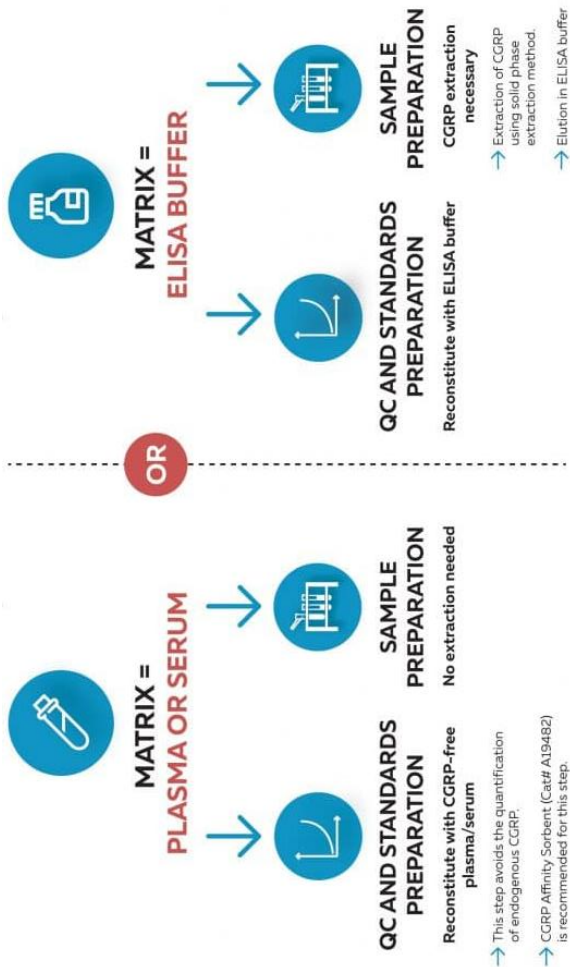 MATRIX =
PLASMA OR SERUM
QC AND STANDARDS
PREPARATION
Reconstitute with CGRP-free
plasma/serum
→ This step avoids the quantification
of endogenous CGRP.
→ CGRP Affinity Sorbent (Cat# A19482)
is recommended for this step.
SAMPLE
PREPARATION
No extraction needed
OR
MATRIX =
ELISA BUFFER
QC AND STANDARDS
PREPARATION
Reconstitute with ELISA buffer
SAMPLE
PREPARATION
CGRP extraction
necessary
→ Extraction of CGRP
using solid phase
extraction method.
→ Elution in ELISA buffer